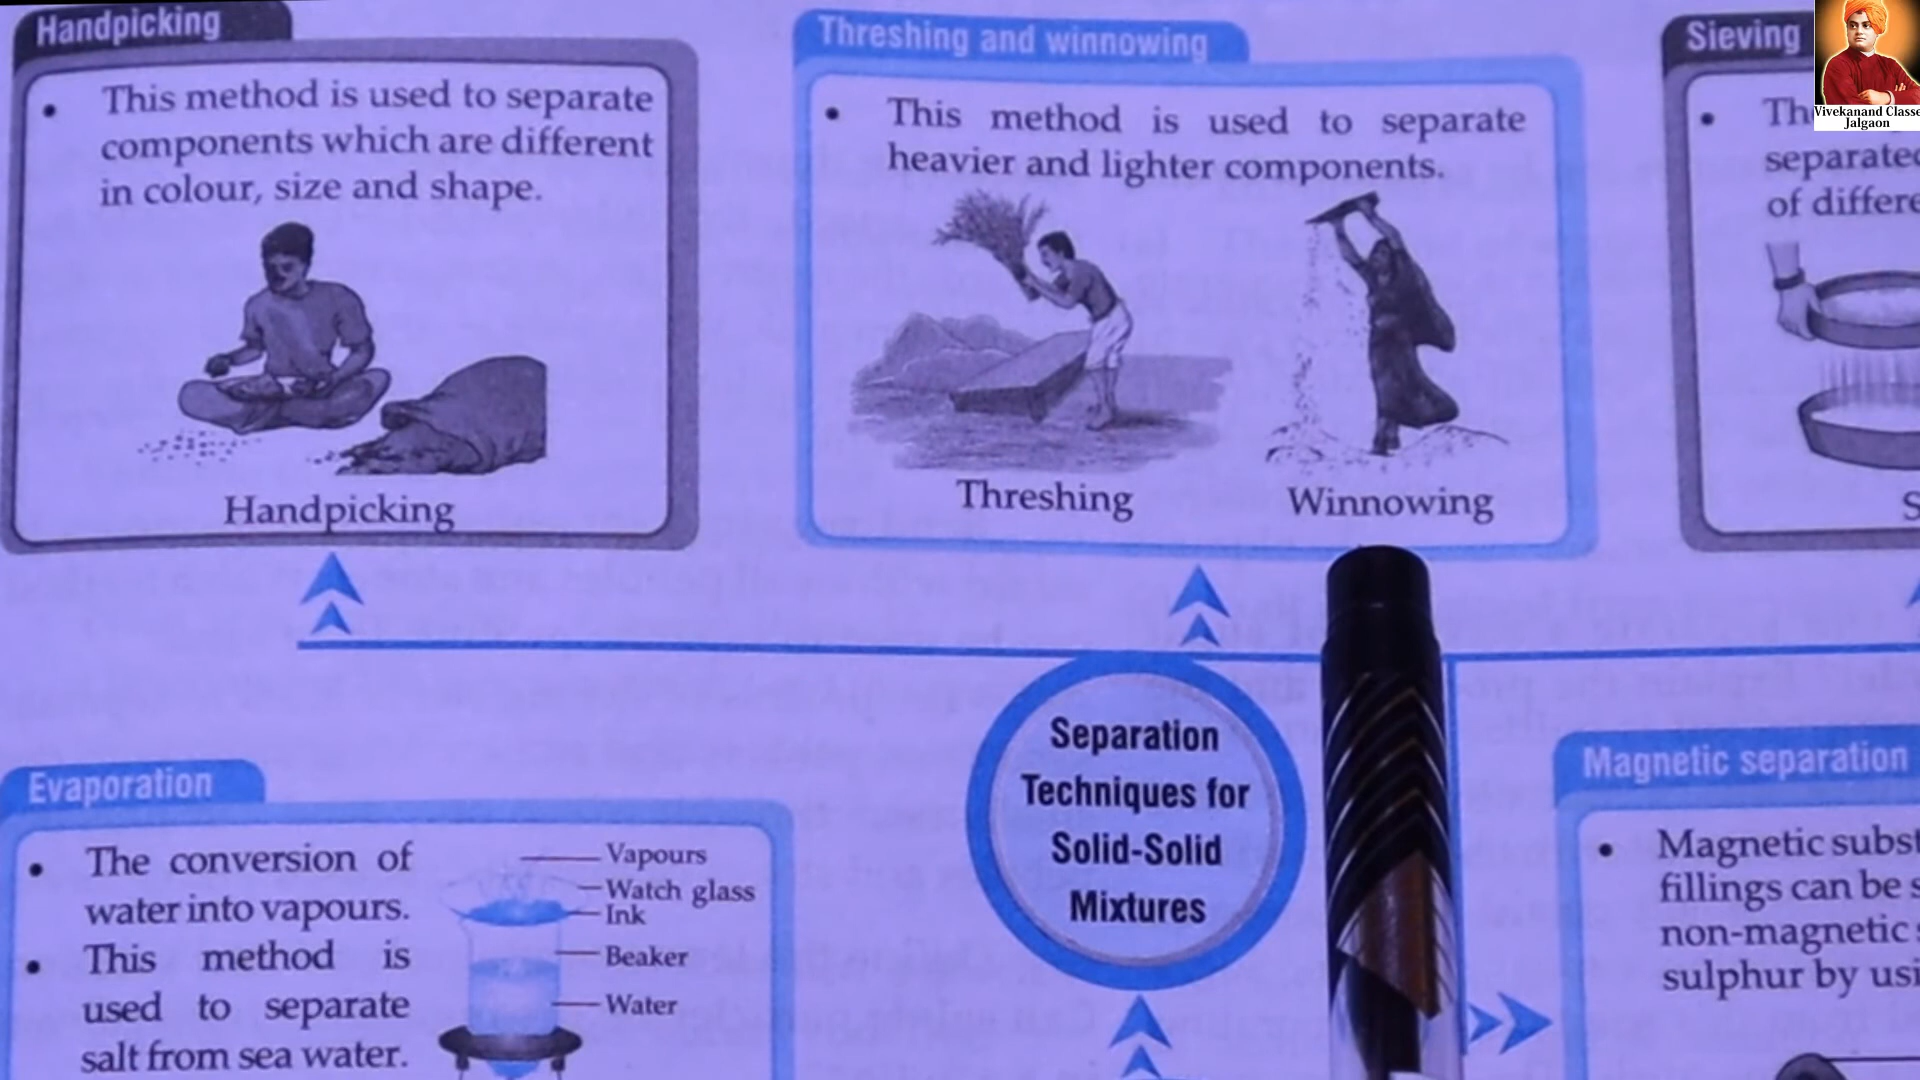 Handpicking
• This method is used to separate
components which are different
in colour, size and shape.
Handpicking
Threshing and winnowing
• This method is used to separate
heavier and lighter components.
Threshing
Winnowing
Sieving
•
separated
of differe
S
Vivekanand Classe
Jalgaon
Separation
Techniques for
Solid-Solid
Mixtures
Evaporation
• The conversion of
water into vapours.
• This method is
used to separate
salt from sea water.
Vapours
Watch glass
Ink
Beaker
Water
Magnetic separation
• Magnetic subst
fillings can be s
non-magnetic s
sulphur by usi